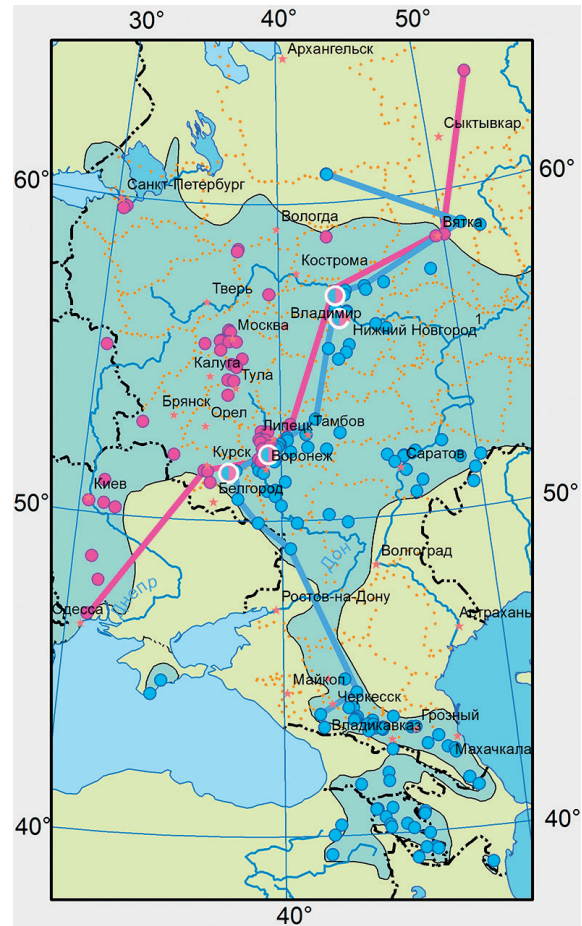 30°
40°
50°
Архангельск
Сыктывкар
60°
60°
Санкт-Петербург
Вологда
Вятка
Кострома
Тверь
Владимир
1
Москва
Нижний Новгород
Калуга
Тула
Брянск
Орел
Липецк
Тамбов
Курск
Воронеж
Саратов
Киев
Белгород
50°
50°
Дон
Волгоград
Днепр
Ростов-на-Дону
Одесса
Астрахань
Майкоп
Черкесск
Грозный
Владикавказ
Махачкала
40°
40°
40°